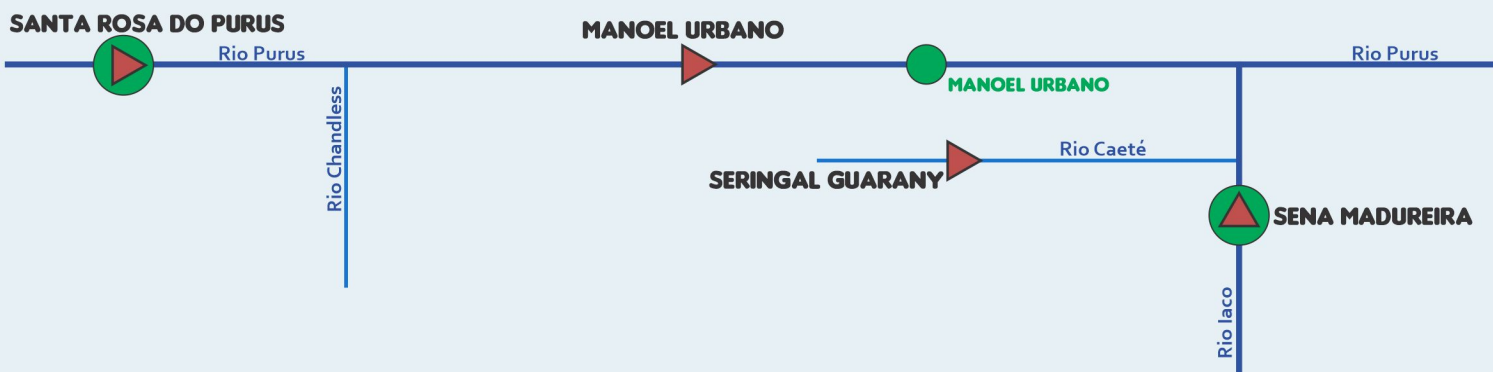 SANTA ROSA DO PURUS
MANOEL URBANO
Rio Purus
Rio Purus
MANOEL URBANO
Rio Chandless
Rio Caeté
SERINGAL GUARANY
SENA MADUREIRA
Rio Iaco